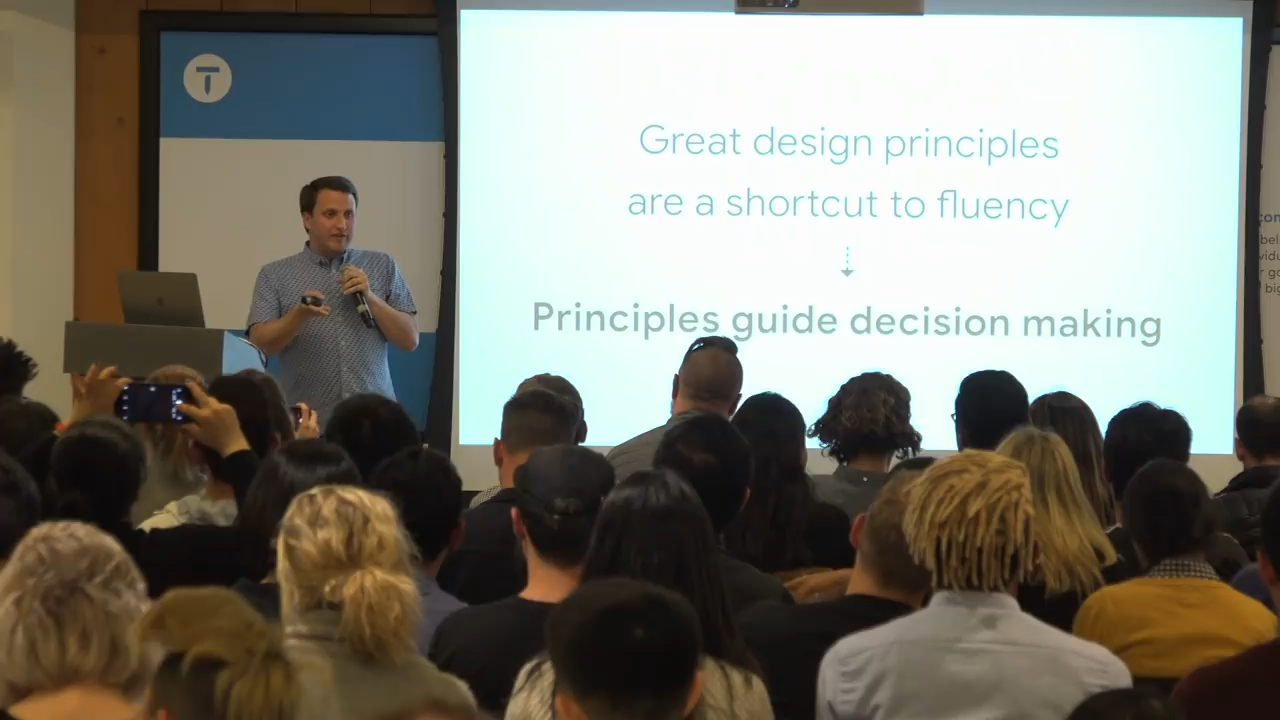 T
Great design principles
are a shortcut to fluency
Principles guide decision making